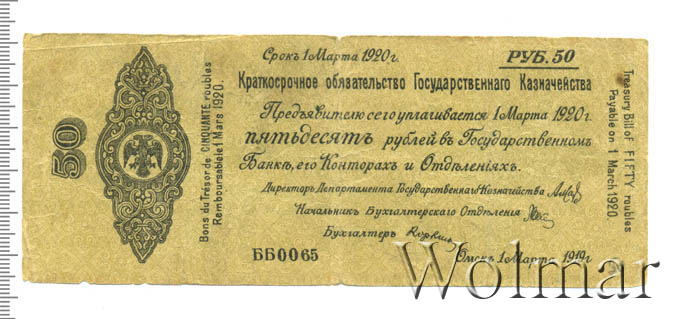 Срокъ 1 Марта 1920 г.
РУБ. 50
Краткосрочное обязательство Государственнаго Казначейства
Предъявителю сего уплачивается 1 Марта 1920 г.
пятьдесятъ рублей въ Государственномъ
Банкѣ, его Конторахъ и Отдѣленіяхъ.
Директоръ Департамента Государственнаго Казначейства
Начальникъ Бухгалтерскаго Отдѣленія
Бухгалтеръ
ББ0065
Омскъ 1 Марта 1919 г.
50
Bons du Trésor de CINQUANTE roubles
Remboursable le 1 Mars 1920.
Treasury Bill of FIFTY roubles
Payable on 1 March 1920.
Wolmar